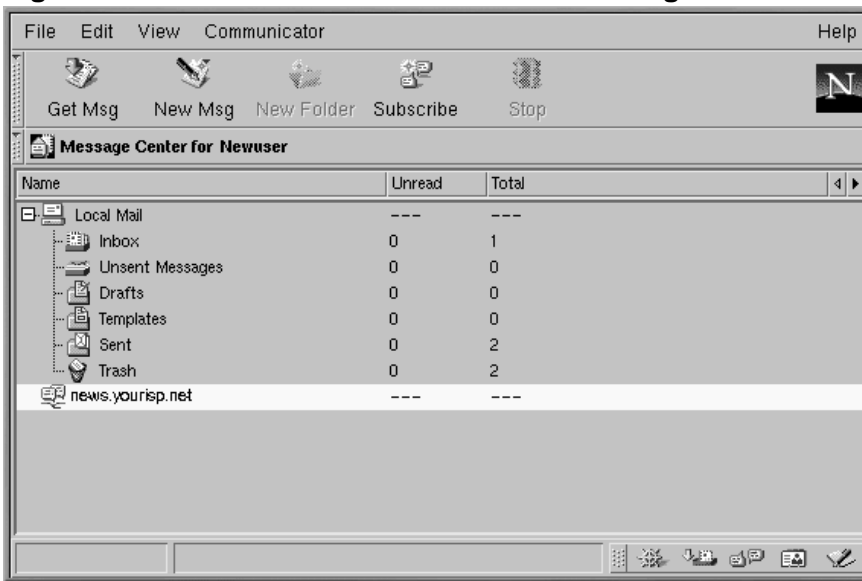 File Edit View Communicator Help
Get Msg New Msg New Folder Subscribe Stop
N
Message Center for Newuser
Name Unread Total
Local Mail --- ---
Inbox 0 1
Unsent Messages 0 0
Drafts 0 0
Templates 0 0
Sent 0 2
Trash 0 2
news.yourisp.net --- ---